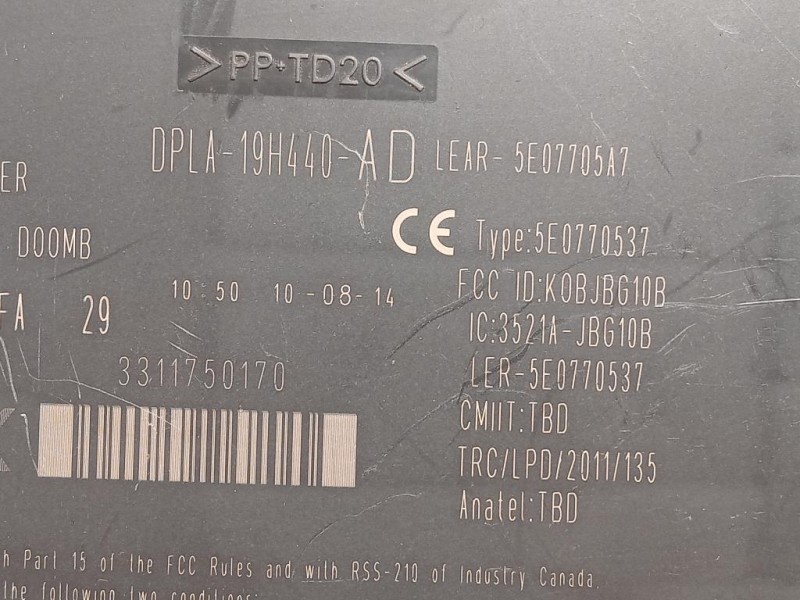 >PP+TD20<
DPLA-19H440-AD LEAR-5E07705A7
ER
D00MB
CE Type:5E0770537
FA 29 10:50 10-08-14
FCC ID:KOBJBG10B
IC:3521A-JBG10B
3311750170
LER-5E0770537
CMIIT:TBD
TRC/LPD/2011/135
Anatel:TBD
h Part 15 of the FCC Rules and with RSS-210 of Industry Canada.
the following two conditions: